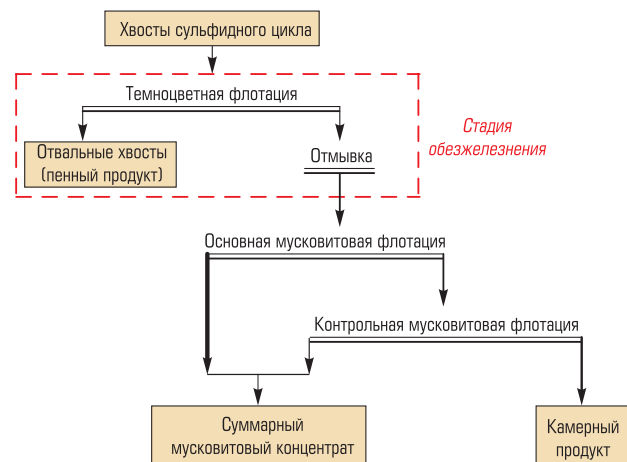 Хвосты сульфидного цикла
Темноцветная флотация
Стадия
обезжелезнения
Отвальные хвосты
(пенный продукт)
Отмывка
Основная мусковитовая флотация
Контрольная мусковитовая флотация
Суммарный
мусковитовый концентрат
Камерный
продукт